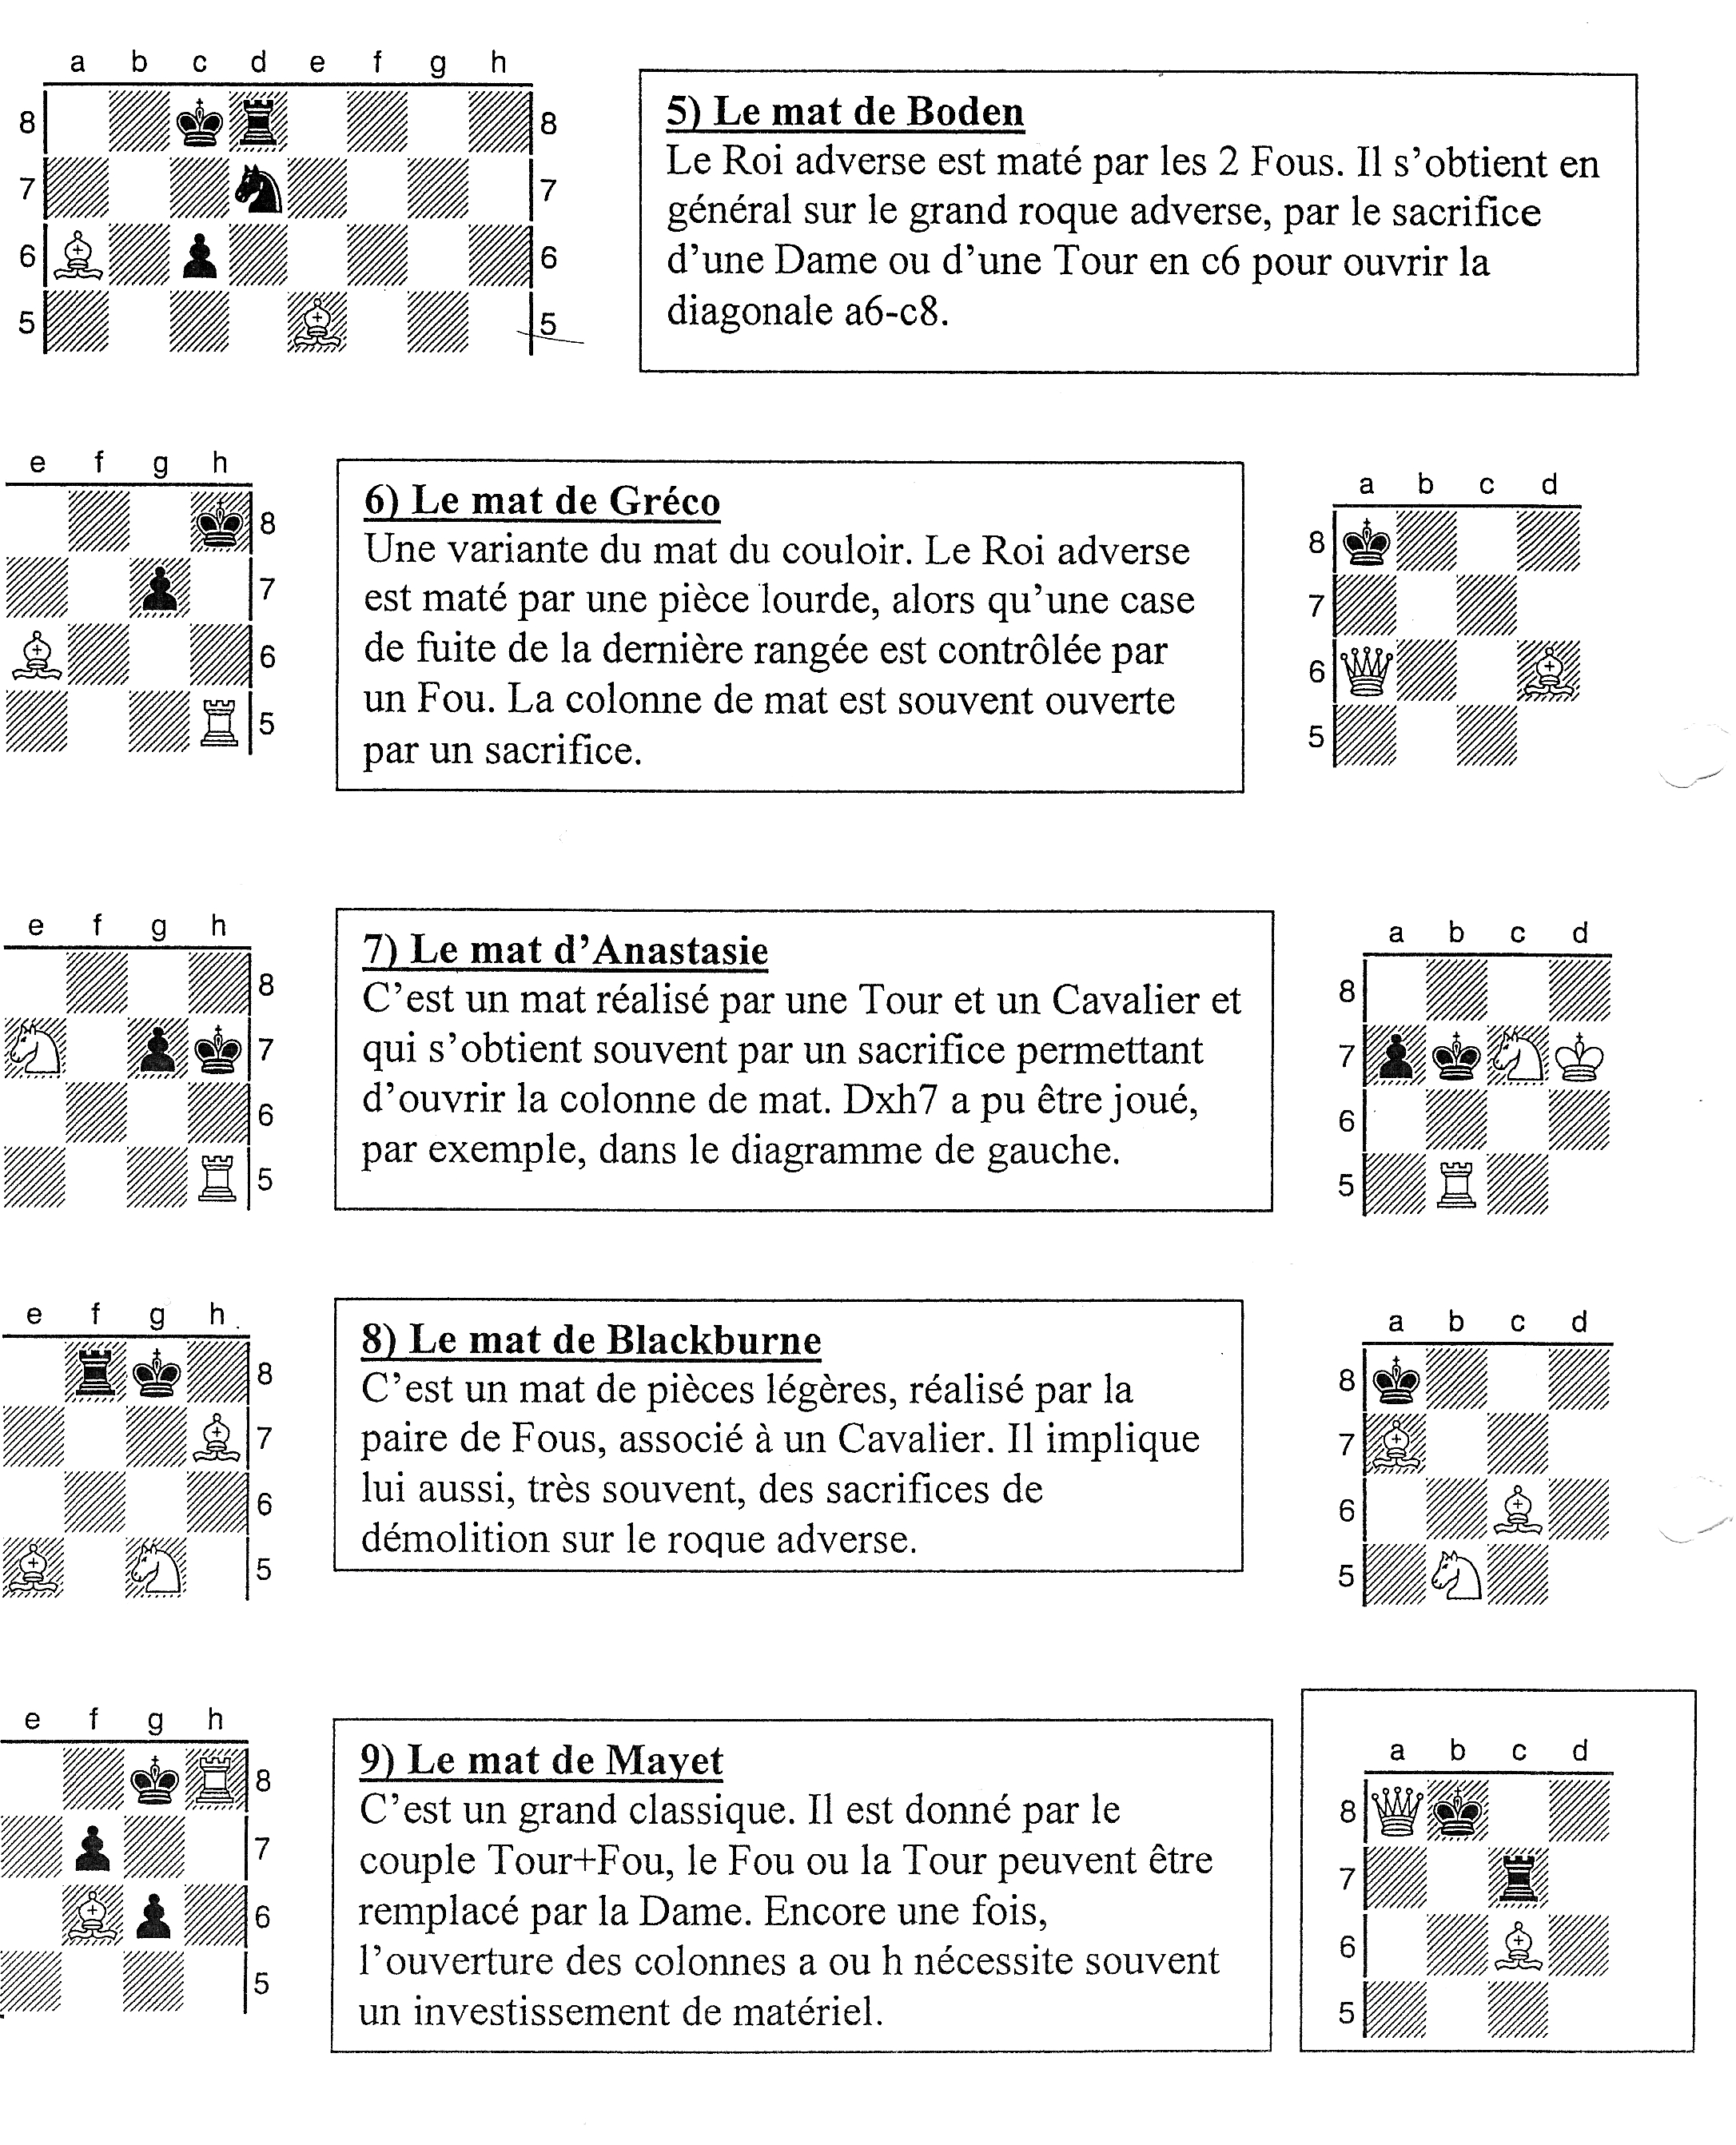 a b c d e f g h
8 8
7 7
6 6
5 5
5) Le mat de Boden
Le Roi adverse est maté par les 2 Fous. Il s'obtient en
général sur le grand roque adverse, par le sacrifice
d'une Dame ou d'une Tour en c6 pour ouvrir la
diagonale a6-c8.
e f g h
8
7
6
5
6) Le mat de Gréco
Une variante du mat du couloir. Le Roi adverse
est maté par une pièce lourde, alors qu'une case
de fuite de la dernière rangée est contrôlée par
un Fou. La colonne de mat est souvent ouverte
par un sacrifice.
a b c d
8
7
6
5
e f g h
8
7
6
5
7) Le mat d'Anastasie
C'est un mat réalisé par une Tour et un Cavalier et
qui s'obtient souvent par un sacrifice permettant
d'ouvrir la colonne de mat. Dxh7 a pu être joué,
par exemple, dans le diagramme de gauche.
a b c d
8
7
6
5
e f g h
8
7
6
5
8) Le mat de Blackburne
C'est un mat de pièces légères, réalisé par la
paire de Fous, associé à un Cavalier. Il implique
lui aussi, très souvent, des sacrifices de
démolition sur le roque adverse.
a b c d
8
7
6
5
e f g h
8
7
6
5
9) Le mat de Mayet
C'est un grand classique. Il est donné par le
couple Tour+Fou, le Fou ou la Tour peuvent être
remplacé par la Dame. Encore une fois,
l'ouverture des colonnes a ou h nécessite souvent
un investissement de matériel.
a b c d
8
7
6
5